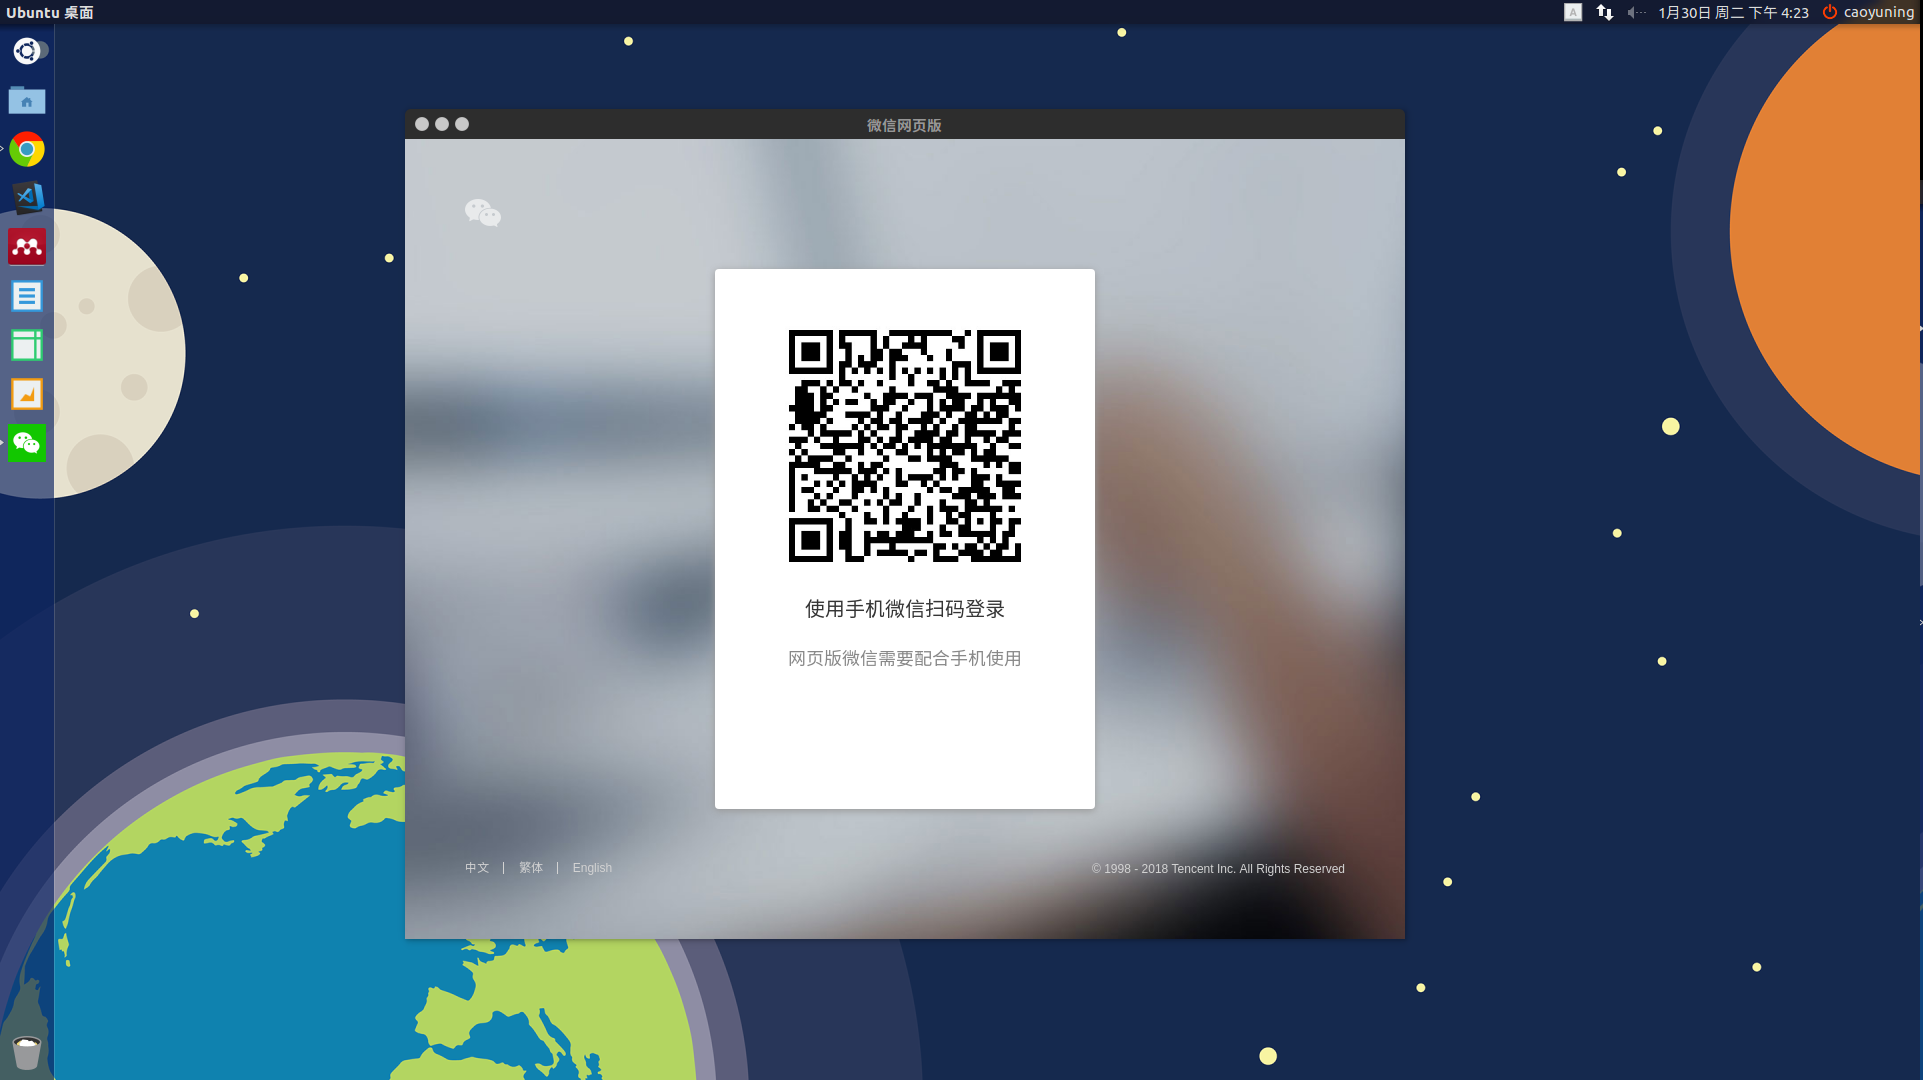 Ubuntu 桌面
A
1月30日 周二 下午 4:23
caoyuning
微信网页版
使用手机微信扫码登录
网页版微信需要配合手机使用
中文 | 繁体 | English
© 1998 - 2018 Tencent Inc. All Rights Reserved